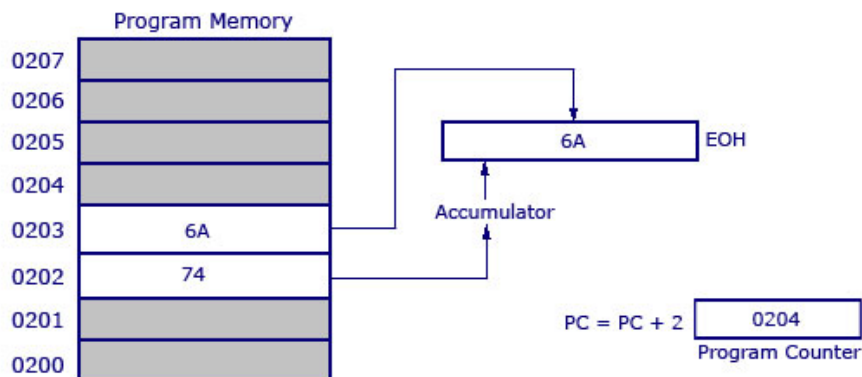 Program Memory
0207
0206
0205
0204
0203
0202
0201
0200
6A
74
6A
EOH
Accumulator
PC = PC + 2
0204
Program Counter